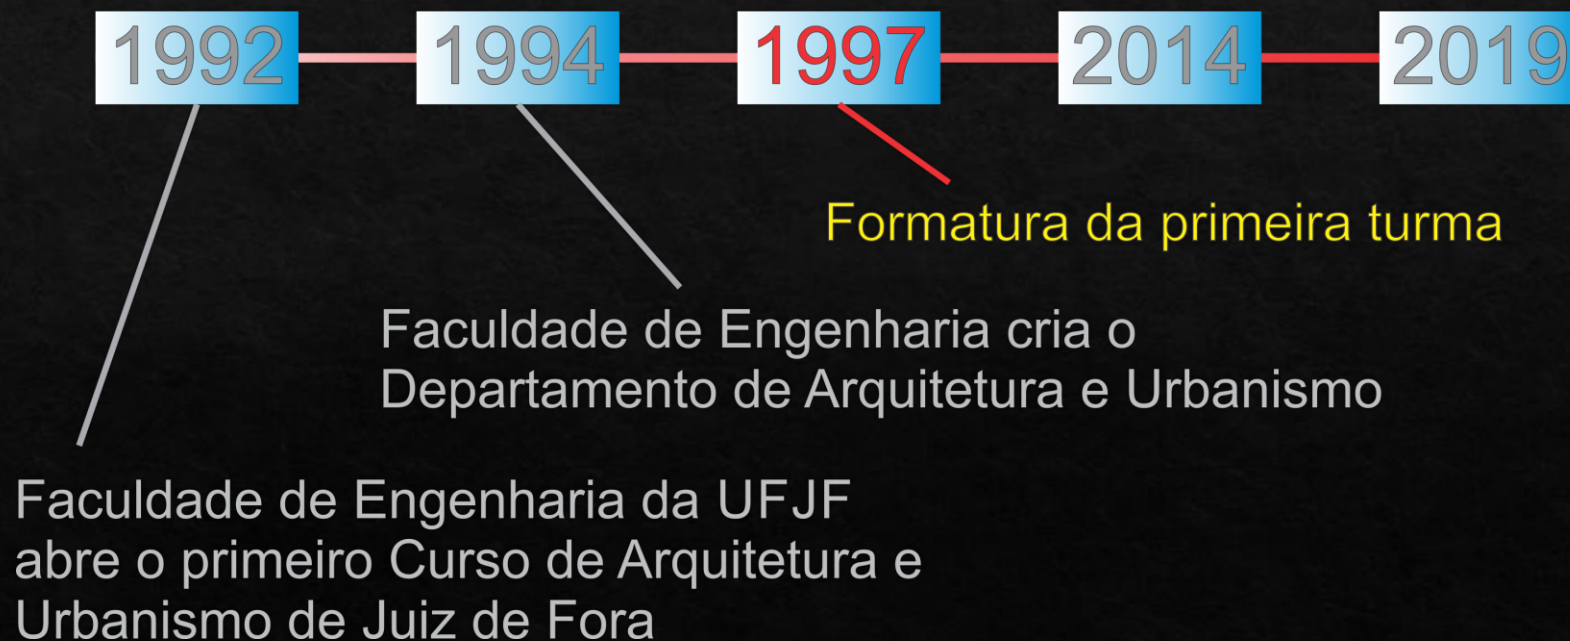 1992 1994 1997 2014 2019
Formatura da primeira turma
Faculdade de Engenharia cria o
Departamento de Arquitetura e Urbanismo
Faculdade de Engenharia da UFJF
abre o primeiro Curso de Arquitetura e
Urbanismo de Juiz de Fora